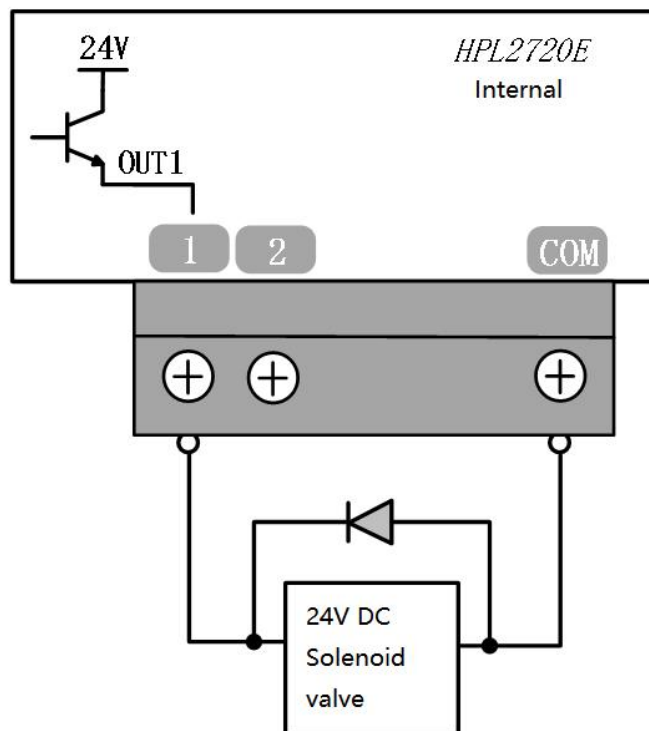 24V
HPL2720E
Internal
OUT1
1
2
COM
24V DC
Solenoid
valve